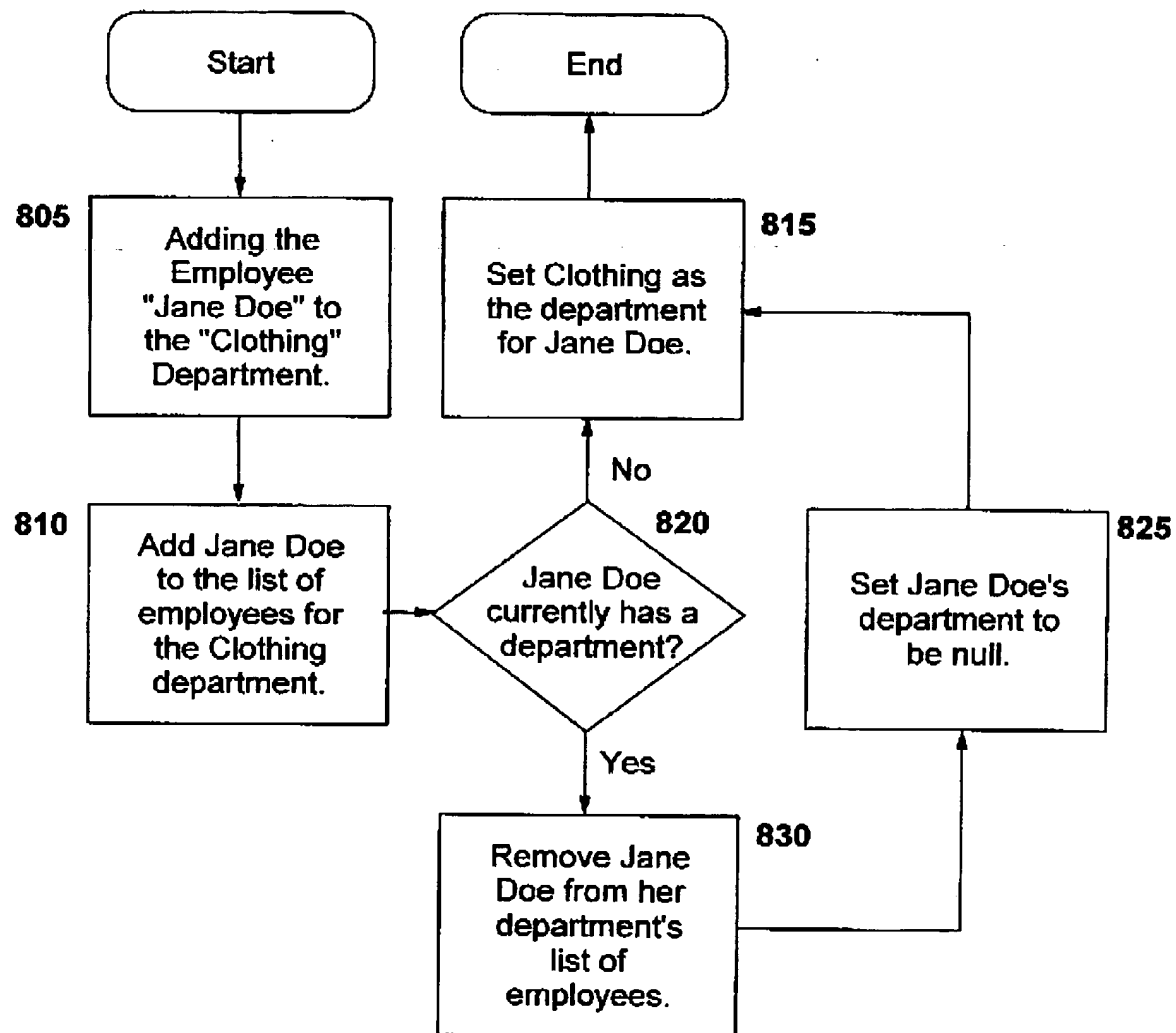 Start
805
Adding the
Employee
"Jane Doe" to
the "Clothing"
Department.
810
Add Jane Doe
to the list of
employees for
the Clothing
department.
820
Jane Doe
currently has a
department?
No
Yes
830
Remove Jane
Doe from her
department's
list of
employees.
825
Set Jane Doe's
department to
be null.
815
Set Clothing as
the department
for Jane Doe.
End